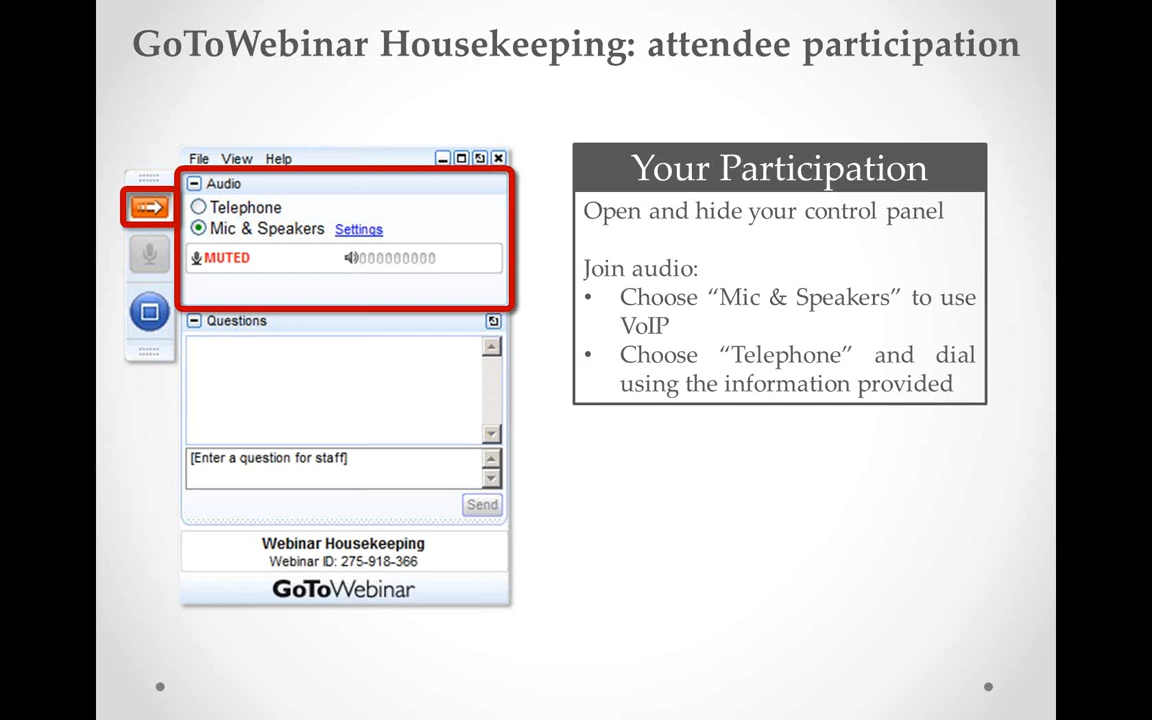 GoToWebinar Housekeeping: attendee participation
File View Help
Audio
Telephone
Mic & Speakers Settings
MUTED
Questions
[Enter a question for staff]
Send
Webinar Housekeeping
Webinar ID: 275-918-366
GoToWebinar
Your Participation
Open and hide your control panel
Join audio:
• Choose “Mic & Speakers” to use
VoIP
• Choose “Telephone” and dial
using the information provided